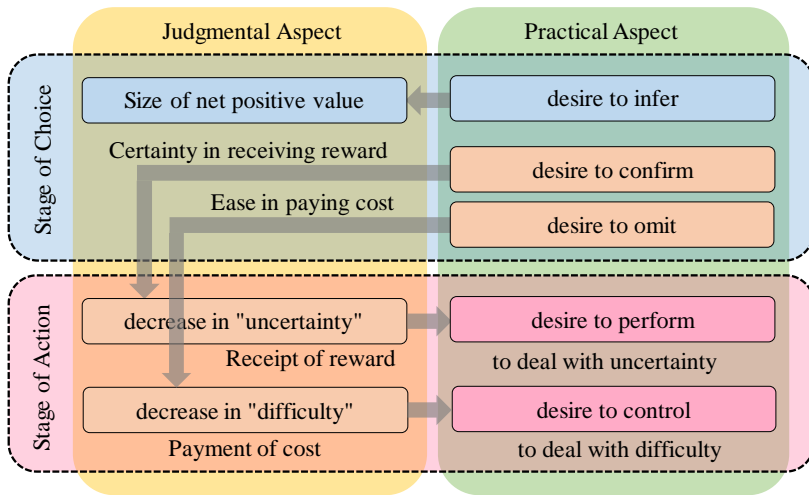 Judgmental Aspect
Practical Aspect
Stage of Choice
Size of net positive value
desire to infer
Certainty in receiving reward
desire to confirm
Ease in paying cost
desire to omit
Stage of Action
decrease in "uncertainty"
desire to perform
Receipt of reward
to deal with uncertainty
decrease in "difficulty"
desire to control
Payment of cost
to deal with difficulty